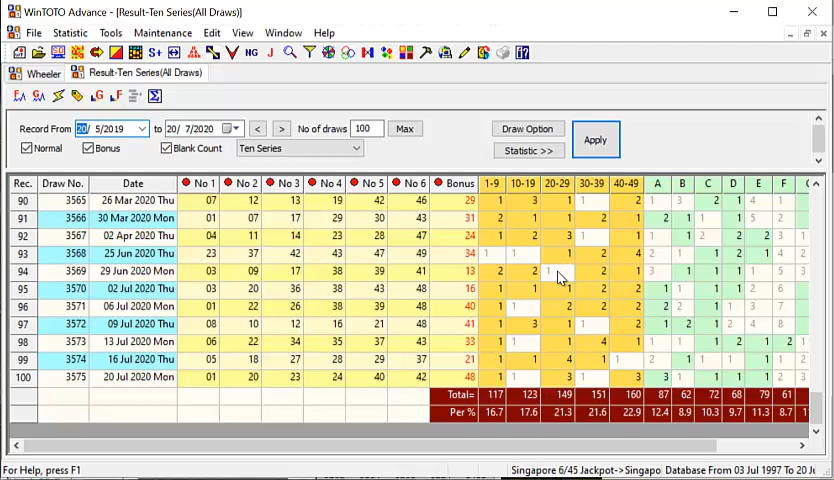 WinTOTO Advance - [Result-Ten Series(All Draws)]
File Statistic Tools Maintenance Edit View Window Help
S+ NG J
Wheeler Result-Ten Series(All Draws)
Record From 20/ 5/2019 to 20/ 7/2020 < > No of draws 100 Max Draw Option Apply
Normal Bonus Blank Count Ten Series Statistic >>
Rec. Draw No. Date No 1 No 2 No 3 No 4 No 5 No 6 Bonus 1-9 10-19 20-29 30-39 40-49 A B C D E F
90 3565 26 Mar 2020 Thu 07 12 13 19 42 46 29 1 3 1 1 2 1 3 2 1 4 1
91 3566 30 Mar 2020 Mon 01 07 17 29 30 43 31 2 1 1 2 1 2 1 1 1 5
92 3567 02 Apr 2020 Thu 04 11 14 23 28 47 24 1 2 3 1 1 1 1 2 2 2
93 3568 25 Jun 2020 Thu 23 37 42 43 47 49 34 1 1 1 2 4 2 1 2 1 4
94 3569 29 Jun 2020 Mon 03 09 17 38 39 41 13 2 2 1 2 1 3 1 1 1 5
95 3570 02 Jul 2020 Thu 03 20 36 38 43 48 16 1 1 1 2 2 1 1 1 2 6
96 3571 06 Jul 2020 Mon 01 22 26 38 39 48 40 1 1 2 2 2 2 2 1 3 7
97 3572 09 Jul 2020 Thu 08 10 12 16 21 48 41 1 3 1 1 2 1 2 1 2 4 8
98 3573 13 Jul 2020 Mon 06 22 34 35 37 43 33 1 1 1 4 1 1 1 1 1 2 1
99 3574 16 Jul 2020 Thu 05 18 27 28 29 37 21 1 1 4 1 1 2 1 1 1 1
100 3575 20 Jul 2020 Mon 01 20 23 24 40 42 48 1 1 3 1 3 3 1 1 1 1
Total= 117 123 149 151 160 87 62 72 68 79 61
Per % 16.7 17.6 21.3 21.6 22.9 12.4 8.9 10.3 9.7 11.3 8.7
For Help, press F1 Singapore 6/45 Jackpot->Singapo Database From 03 Jul 1997 To 20